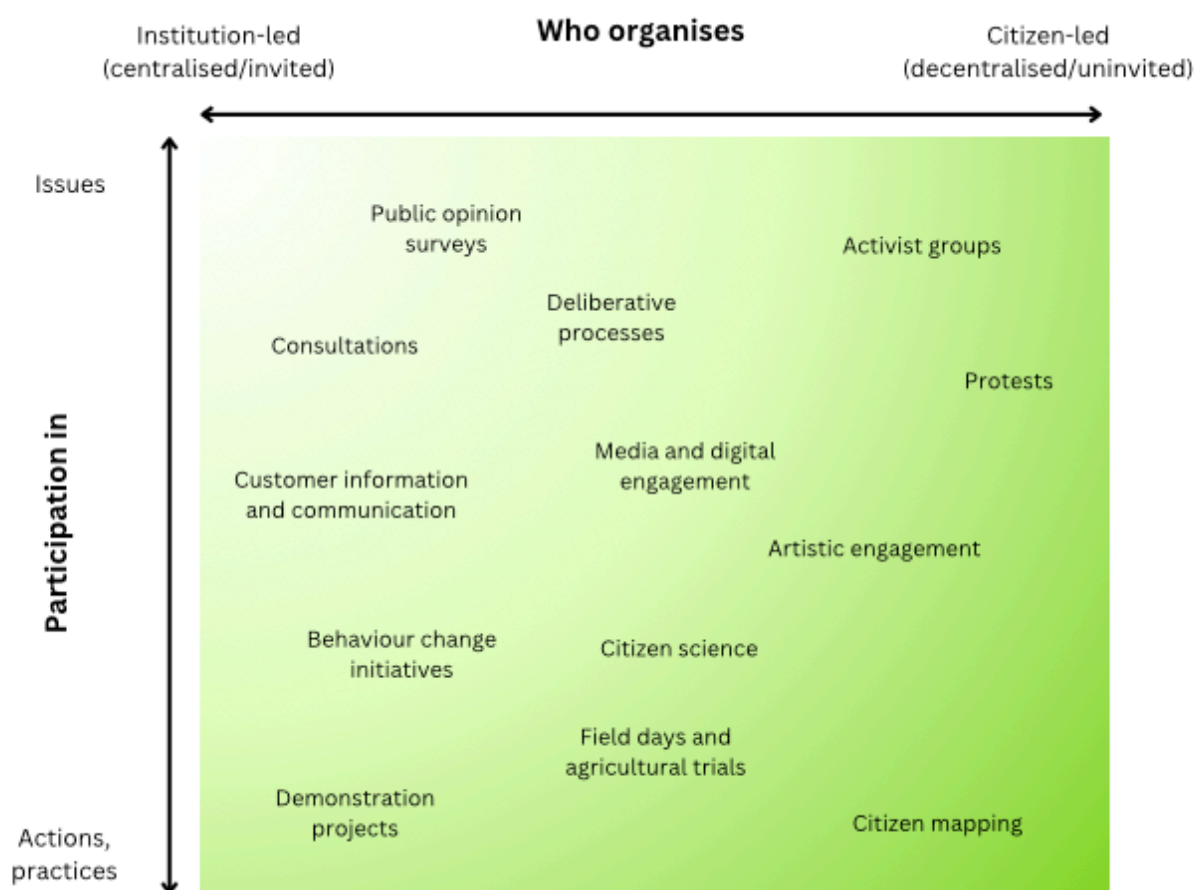 Who organises
Institution-led
(centralised/invited)
Citizen-led
(decentralised/uninvited)
Participation in
Issues
Actions,
practices
Public opinion
surveys
Activist groups
Deliberative
processes
Consultations
Protests
Media and digital
engagement
Customer information
and communication
Artistic engagement
Behaviour change
initiatives
Citizen science
Field days and
agricultural trials
Demonstration
projects
Citizen mapping